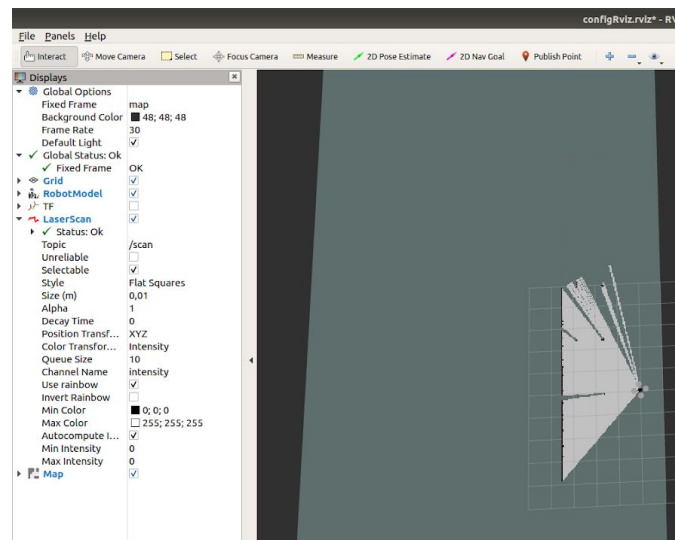 configRviz.rviz* - RV
File Panels Help
Interact Move Camera Select Focus Camera Measure 2D Pose Estimate 2D Nav Goal Publish Point
Displays
Global Options
Fixed Frame map
Background Color 48; 48; 48
Frame Rate 30
Default Light
Global Status: Ok
Fixed Frame OK
Grid
RobotModel
TF
LaserScan
Status: Ok
Topic /scan
Unreliable
Selectable
Style Flat Squares
Size (m) 0,01
Alpha 1
Decay Time 0
Position Transf... XYZ
Color Transfor... Intensity
Queue Size 10
Channel Name intensity
Use rainbow
Invert Rainbow
Min Color 0; 0; 0
Max Color 255; 255; 255
Autocompute I...
Min Intensity 0
Max Intensity 0
Map